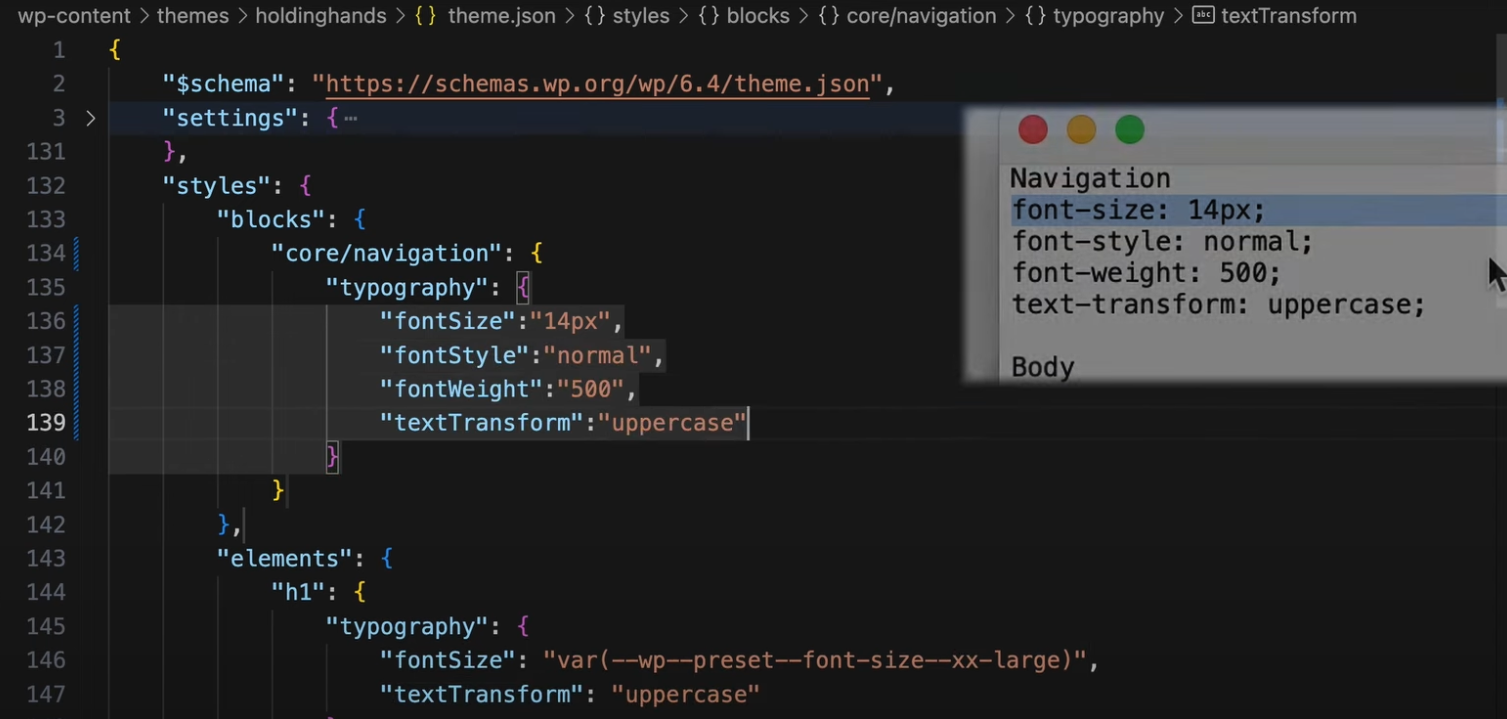 wp-content > themes > holdinghands > {} theme.json > {} styles > {} blocks > {} core/navigation > {} typography > abc textTransform
1 {
2 "$schema": "https://schemas.wp.org/wp/6.4/theme.json",
3 > "settings": { ⋯
131 },
132 "styles": {
133 "blocks": {
134 "core/navigation": {
135 "typography": {
136 "fontSize":"14px",
137 "fontStyle":"normal",
138 "fontWeight":"500",
139 "textTransform":"uppercase"
140 }
141 }
142 },
143 "elements": {
144 "h1": {
145 "typography": {
146 "fontSize": "var(--wp--preset--font-size--xx-large)",
147 "textTransform": "uppercase"
Navigation
font-size: 14px;
font-style: normal;
font-weight: 500;
text-transform: uppercase;
Body